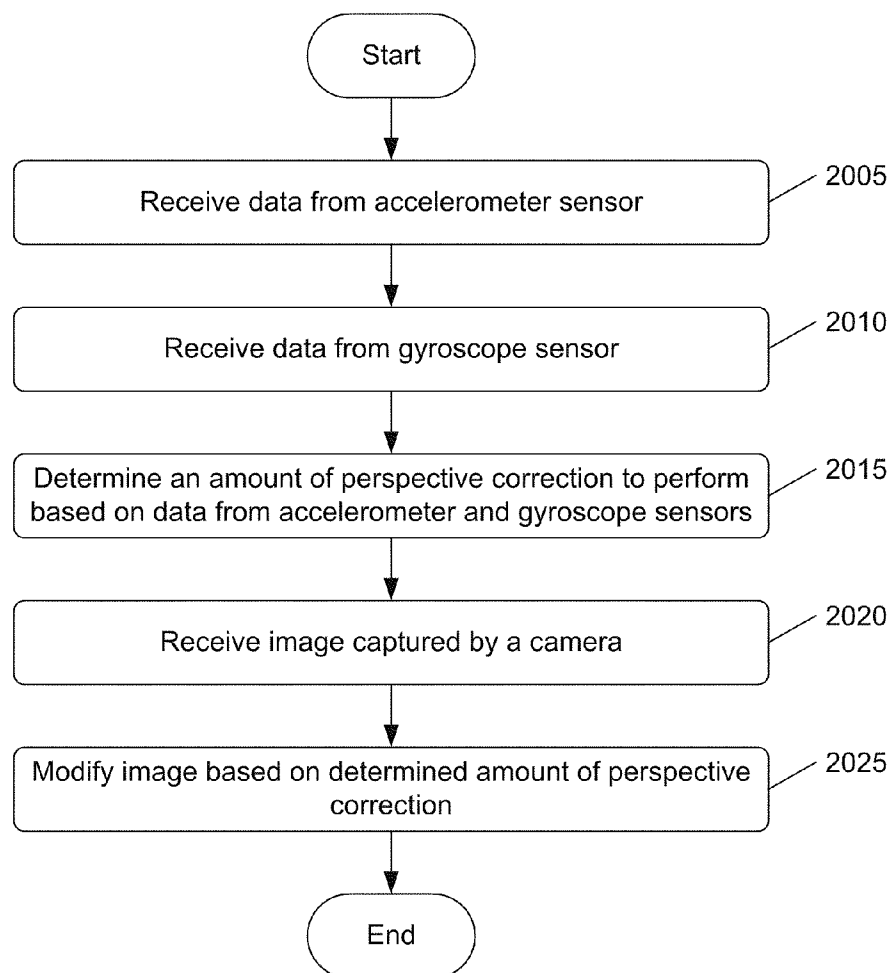 Start
Receive data from accelerometer sensor
2005
Receive data from gyroscope sensor
2010
Determine an amount of perspective correction to perform
based on data from accelerometer and gyroscope sensors
2015
Receive image captured by a camera
2020
Modify image based on determined amount of perspective
correction
2025
End